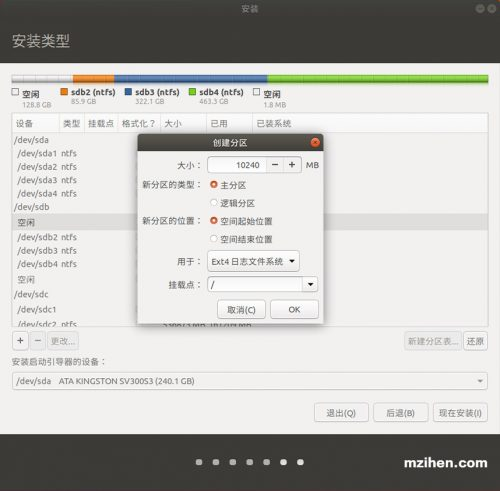 安装
安装类型
空闲 sdb2 (ntfs) sdb3 (ntfs) sdb4 (ntfs) 空闲
128.8 GB 85.9 GB 322.1 GB 463.3 GB 1.8 MB
设备 类型 挂载点 格式化？ 大小 已用 已装系统
/dev/sda
/dev/sda1 ntfs
/dev/sda2 ntfs
/dev/sda3 ntfs
/dev/sda4 ntfs
/dev/sdb
空闲
/dev/sdb2 ntfs
/dev/sdb3 ntfs
/dev/sdb4 ntfs
空闲
/dev/sdc
/dev/sdc1 ntfs
/dev/sdc2 ntfs
创建分区
大小： 10240 − + MB
新分区的类型： 主分区
逻辑分区
新分区的位置： 空间起始位置
空间结束位置
用于： Ext4 日志文件系统
挂载点： /
取消(C) OK
+ − 更改... 新建分区表... 还原
安装启动引导器的设备：
/dev/sda ATA KINGSTON SV300S3 (240.1 GB)
退出(Q) 后退(B) 现在安装(I)
mzihen.com